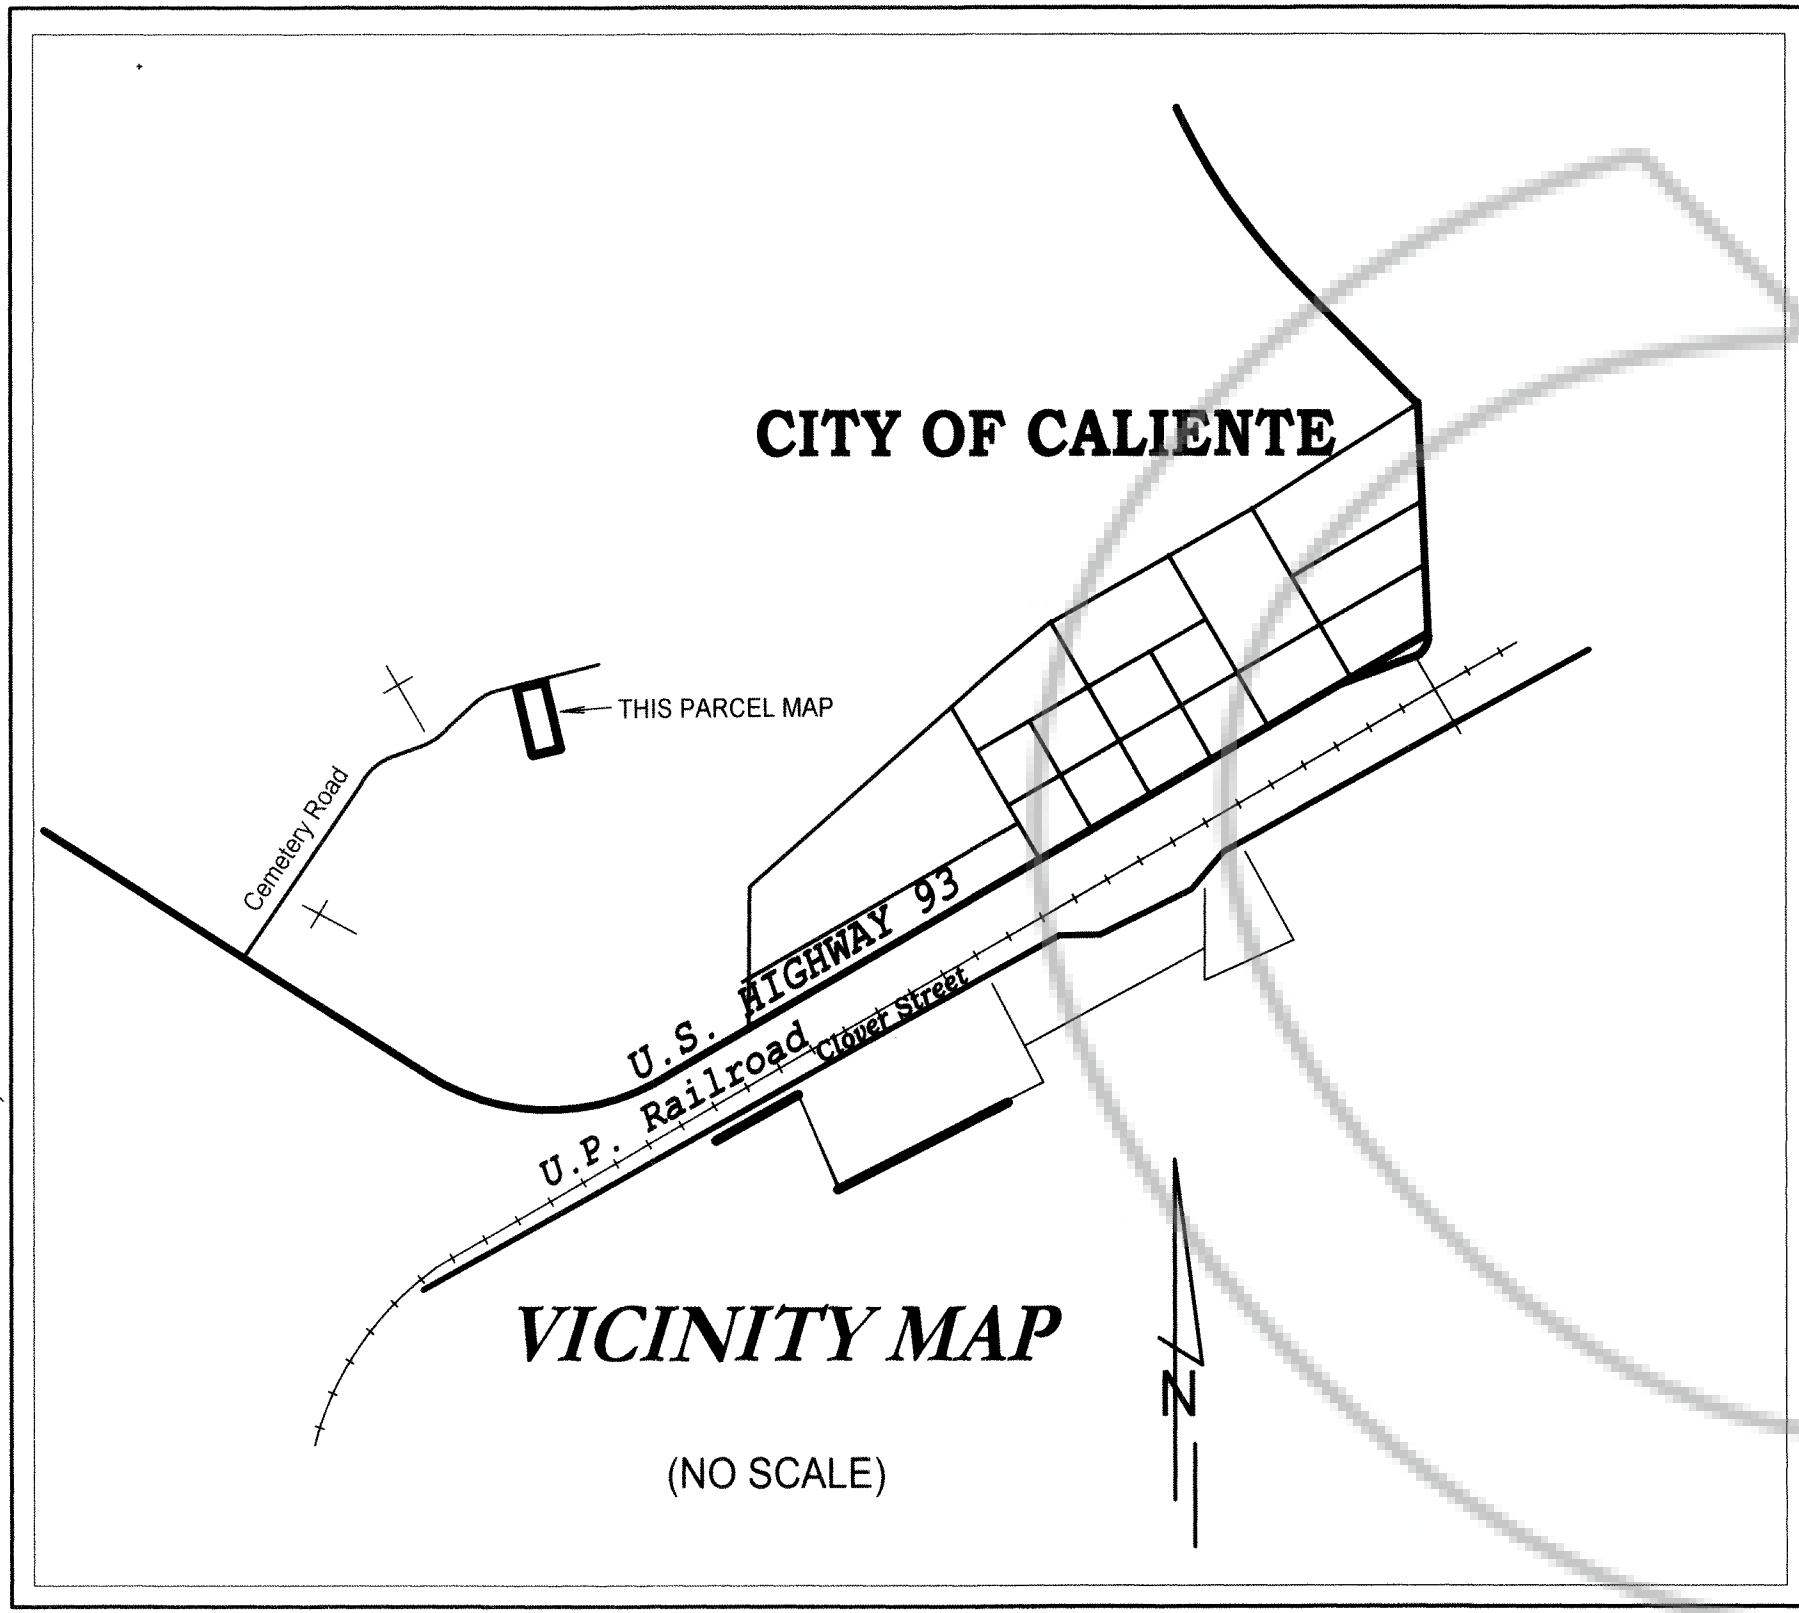 CITY OF CALIENTE
THIS PARCEL MAP
Cemetery Road
U.S. HIGHWAY 93
U.P. Railroad
Clover Street
VICINITY MAP
N
(NO SCALE)